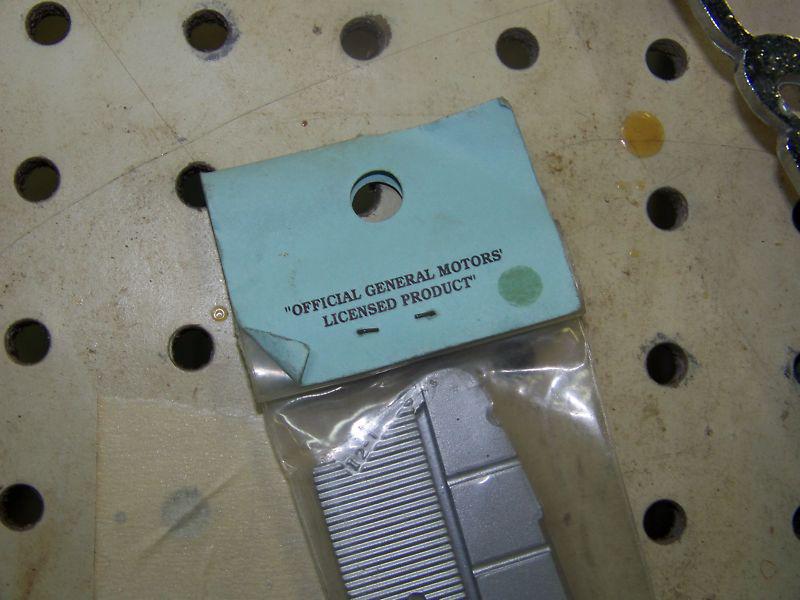 "OFFICIAL GENERAL MOTORS'
LICENSED PRODUCT"